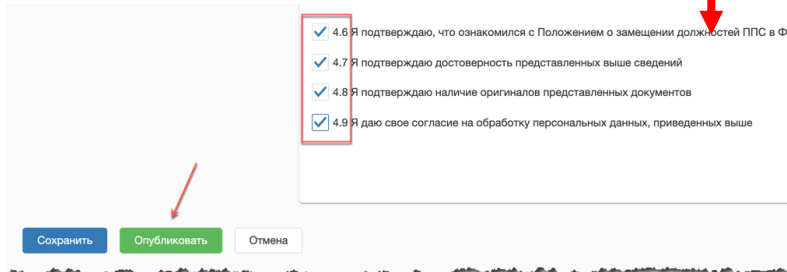 4.6 Я подтверждаю, что ознакомился с Положением о замещении должностей ППС в Ф
4.7 Я подтверждаю достоверность представленных выше сведений
4.8 Я подтверждаю наличие оригиналов представленных документов
4.9 Я даю свое согласие на обработку персональных данных, приведенных выше
Сохранить Опубликовать Отмена